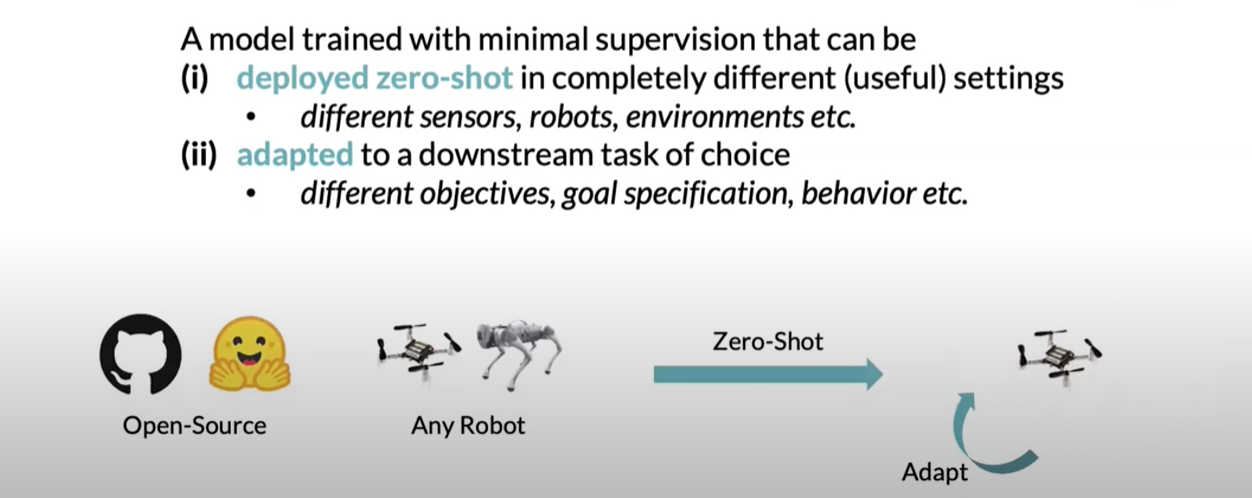 A model trained with minimal supervision that can be
(i) deployed zero-shot in completely different (useful) settings
• different sensors, robots, environments etc.
(ii) adapted to a downstream task of choice
• different objectives, goal specification, behavior etc.
Zero-Shot
Open-Source
Any Robot
Adapt